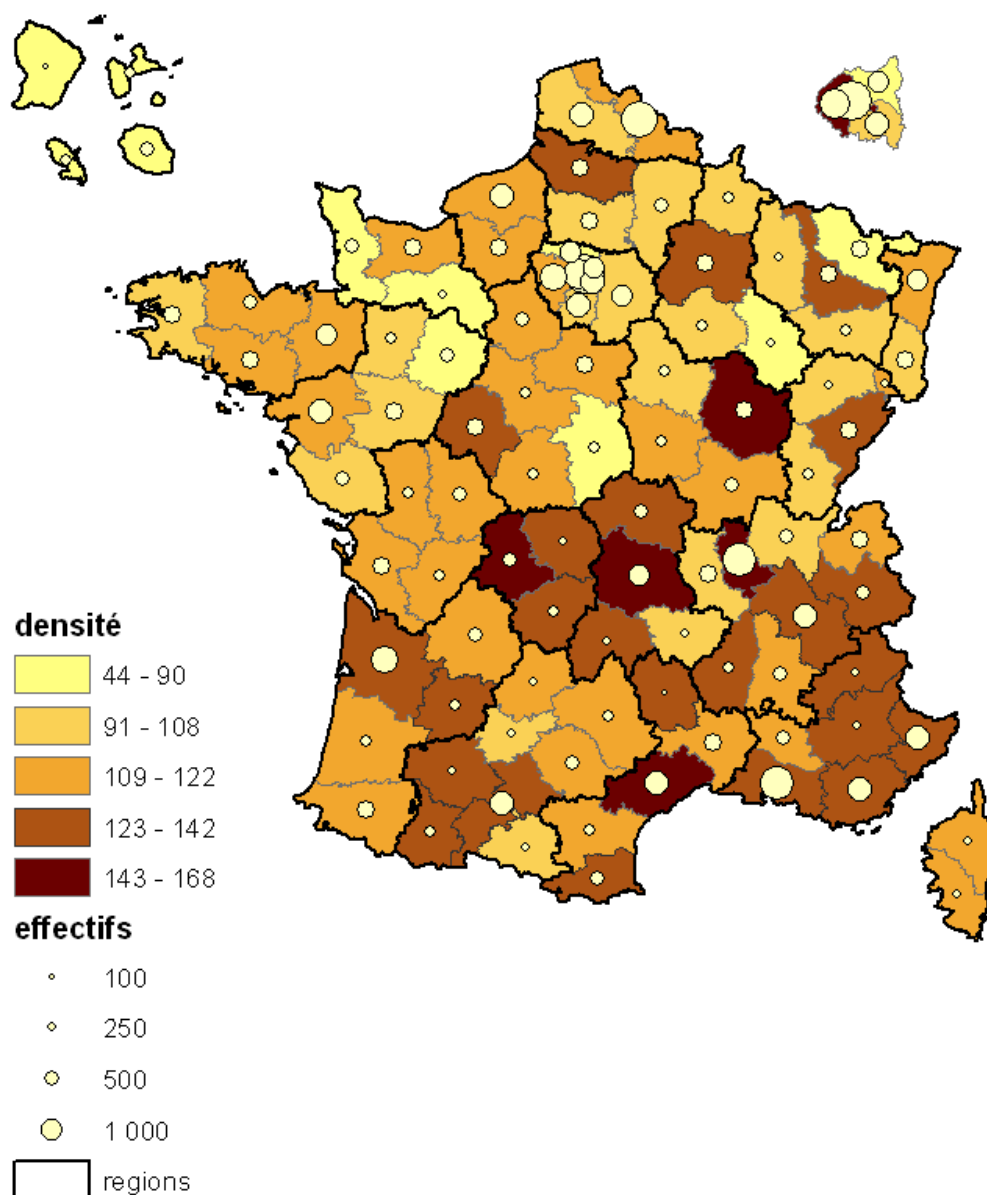 densité
44 - 90
91 - 108
109 - 122
123 - 142
143 - 168
effectifs
100
250
500
1 000
regions